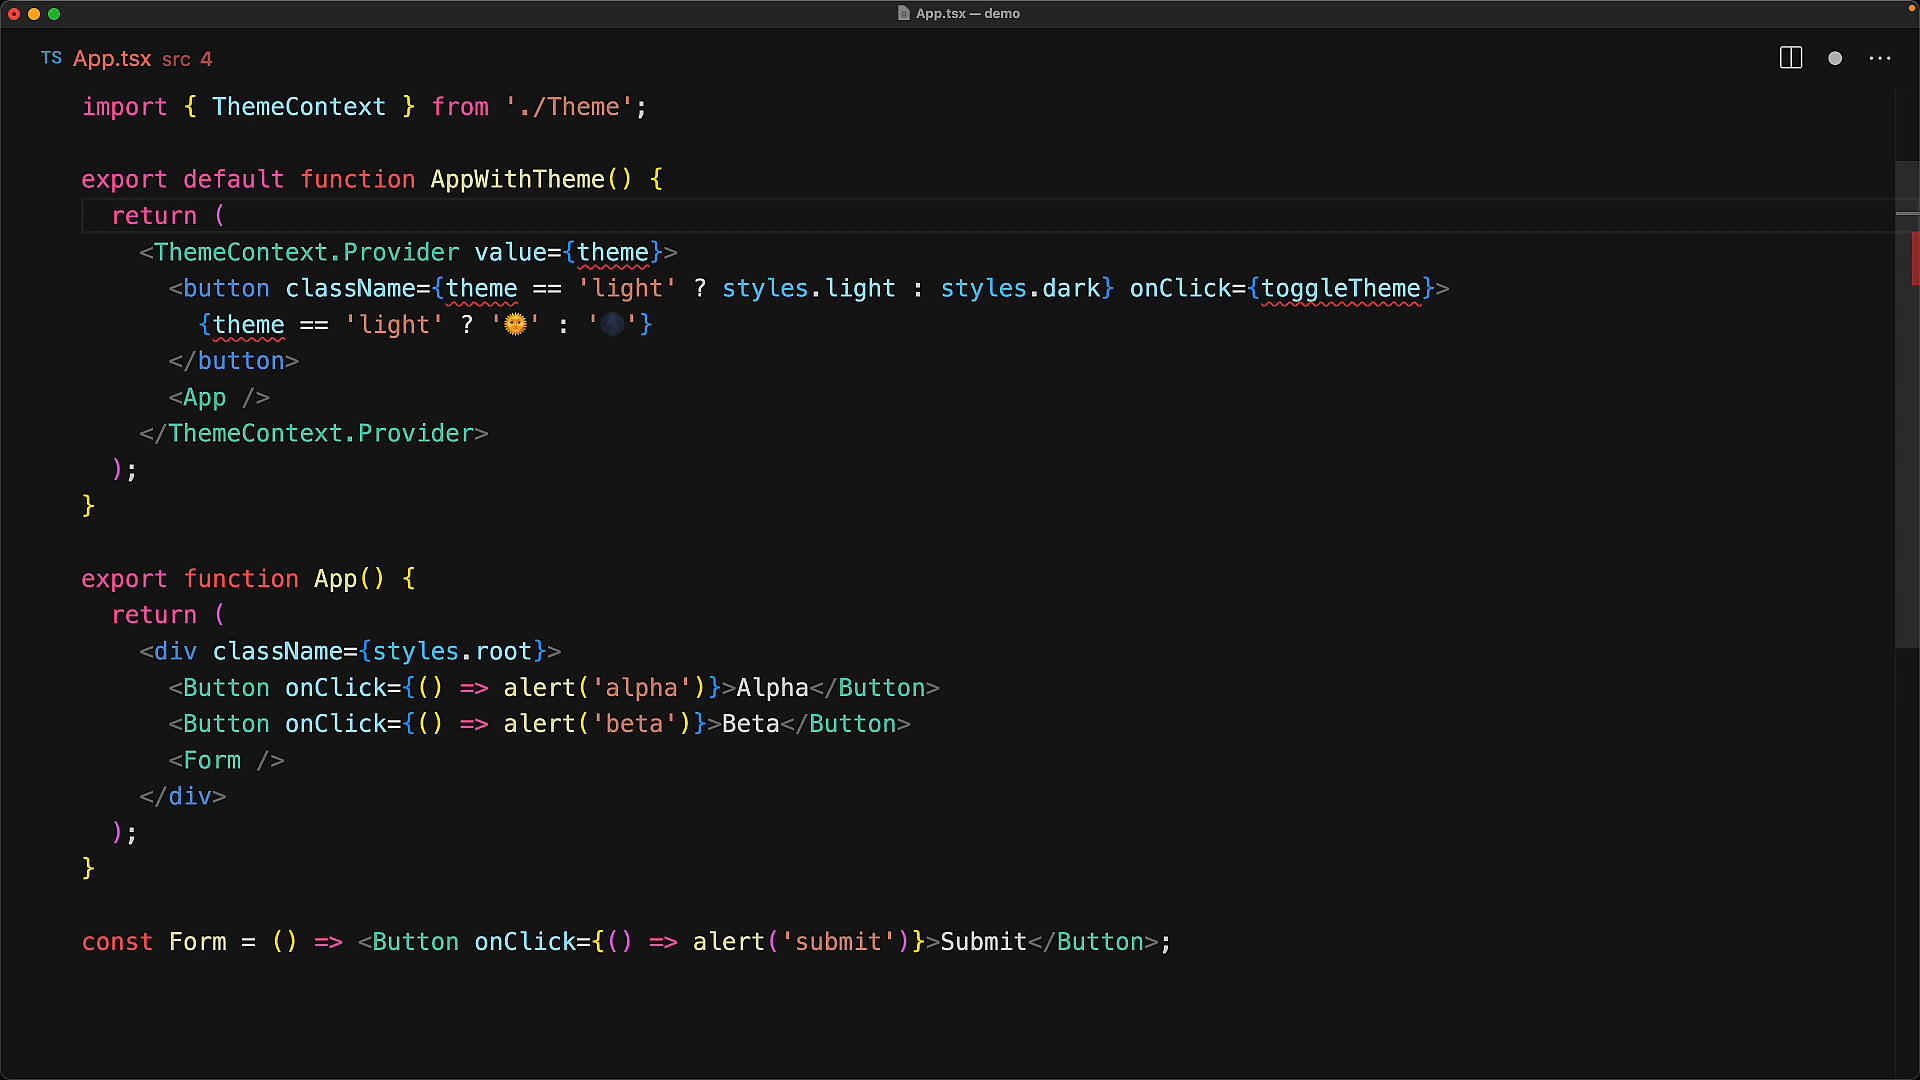 App.tsx — demo
TS App.tsx src 4
import { ThemeContext } from './Theme';
export default function AppWithTheme() {
return (
<ThemeContext.Provider value={theme}>
<button className={theme == 'light' ? styles.light : styles.dark} onClick={toggleTheme}>
{theme == 'light' ? '🌞' : '🌑'}
</button>
<App />
</ThemeContext.Provider>
);
}
export function App() {
return (
<div className={styles.root}>
<Button onClick={() => alert('alpha')}>Alpha</Button>
<Button onClick={() => alert('beta')}>Beta</Button>
<Form />
</div>
);
}
const Form = () => <Button onClick={() => alert('submit')}>Submit</Button>;